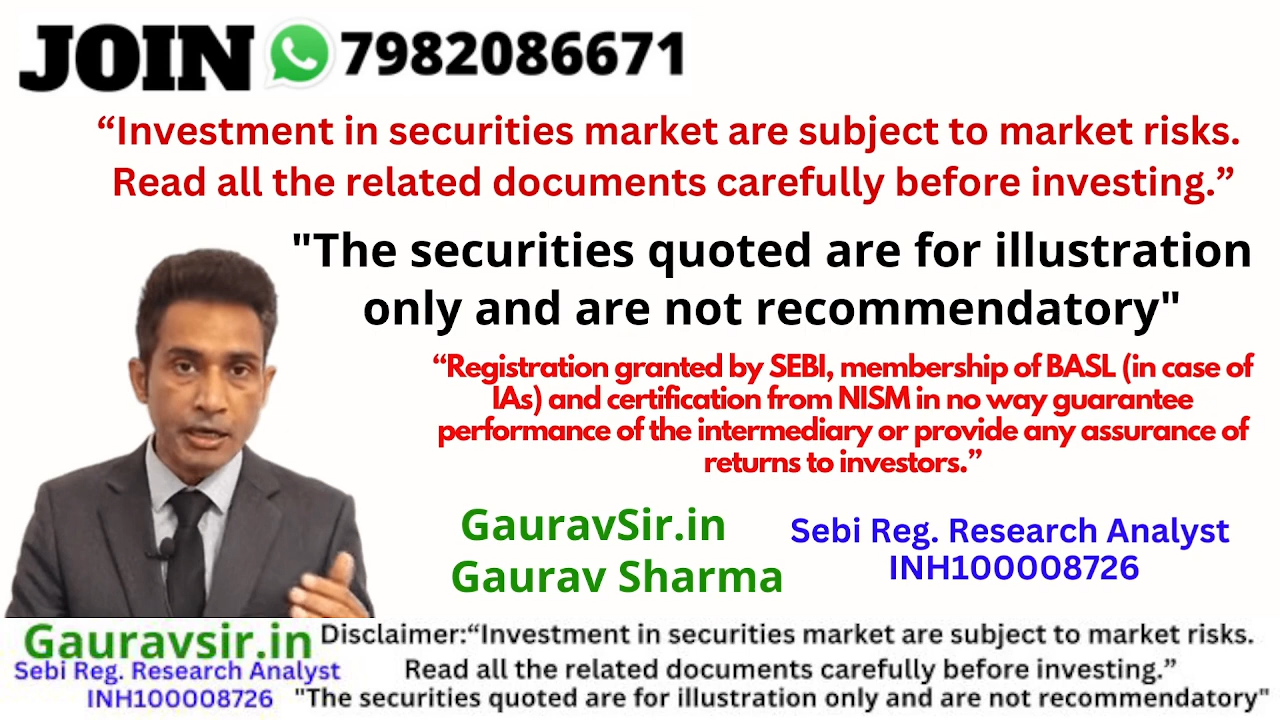 JOIN 7982086671
“Investment in securities market are subject to market risks.
Read all the related documents carefully before investing.”
"The securities quoted are for illustration
only and are not recommendatory"
“Registration granted by SEBI, membership of BASL (in case of
IAs) and certification from NISM in no way guarantee
performance of the intermediary or provide any assurance of
returns to investors.”
GauravSir.in
Gaurav Sharma
Sebi Reg. Research Analyst
INH100008726
Gauravsir.in
Sebi Reg. Research Analyst
INH100008726
Disclaimer:“Investment in securities market are subject to market risks.
Read all the related documents carefully before investing.”
"The securities quoted are for illustration only and are not recommendatory"